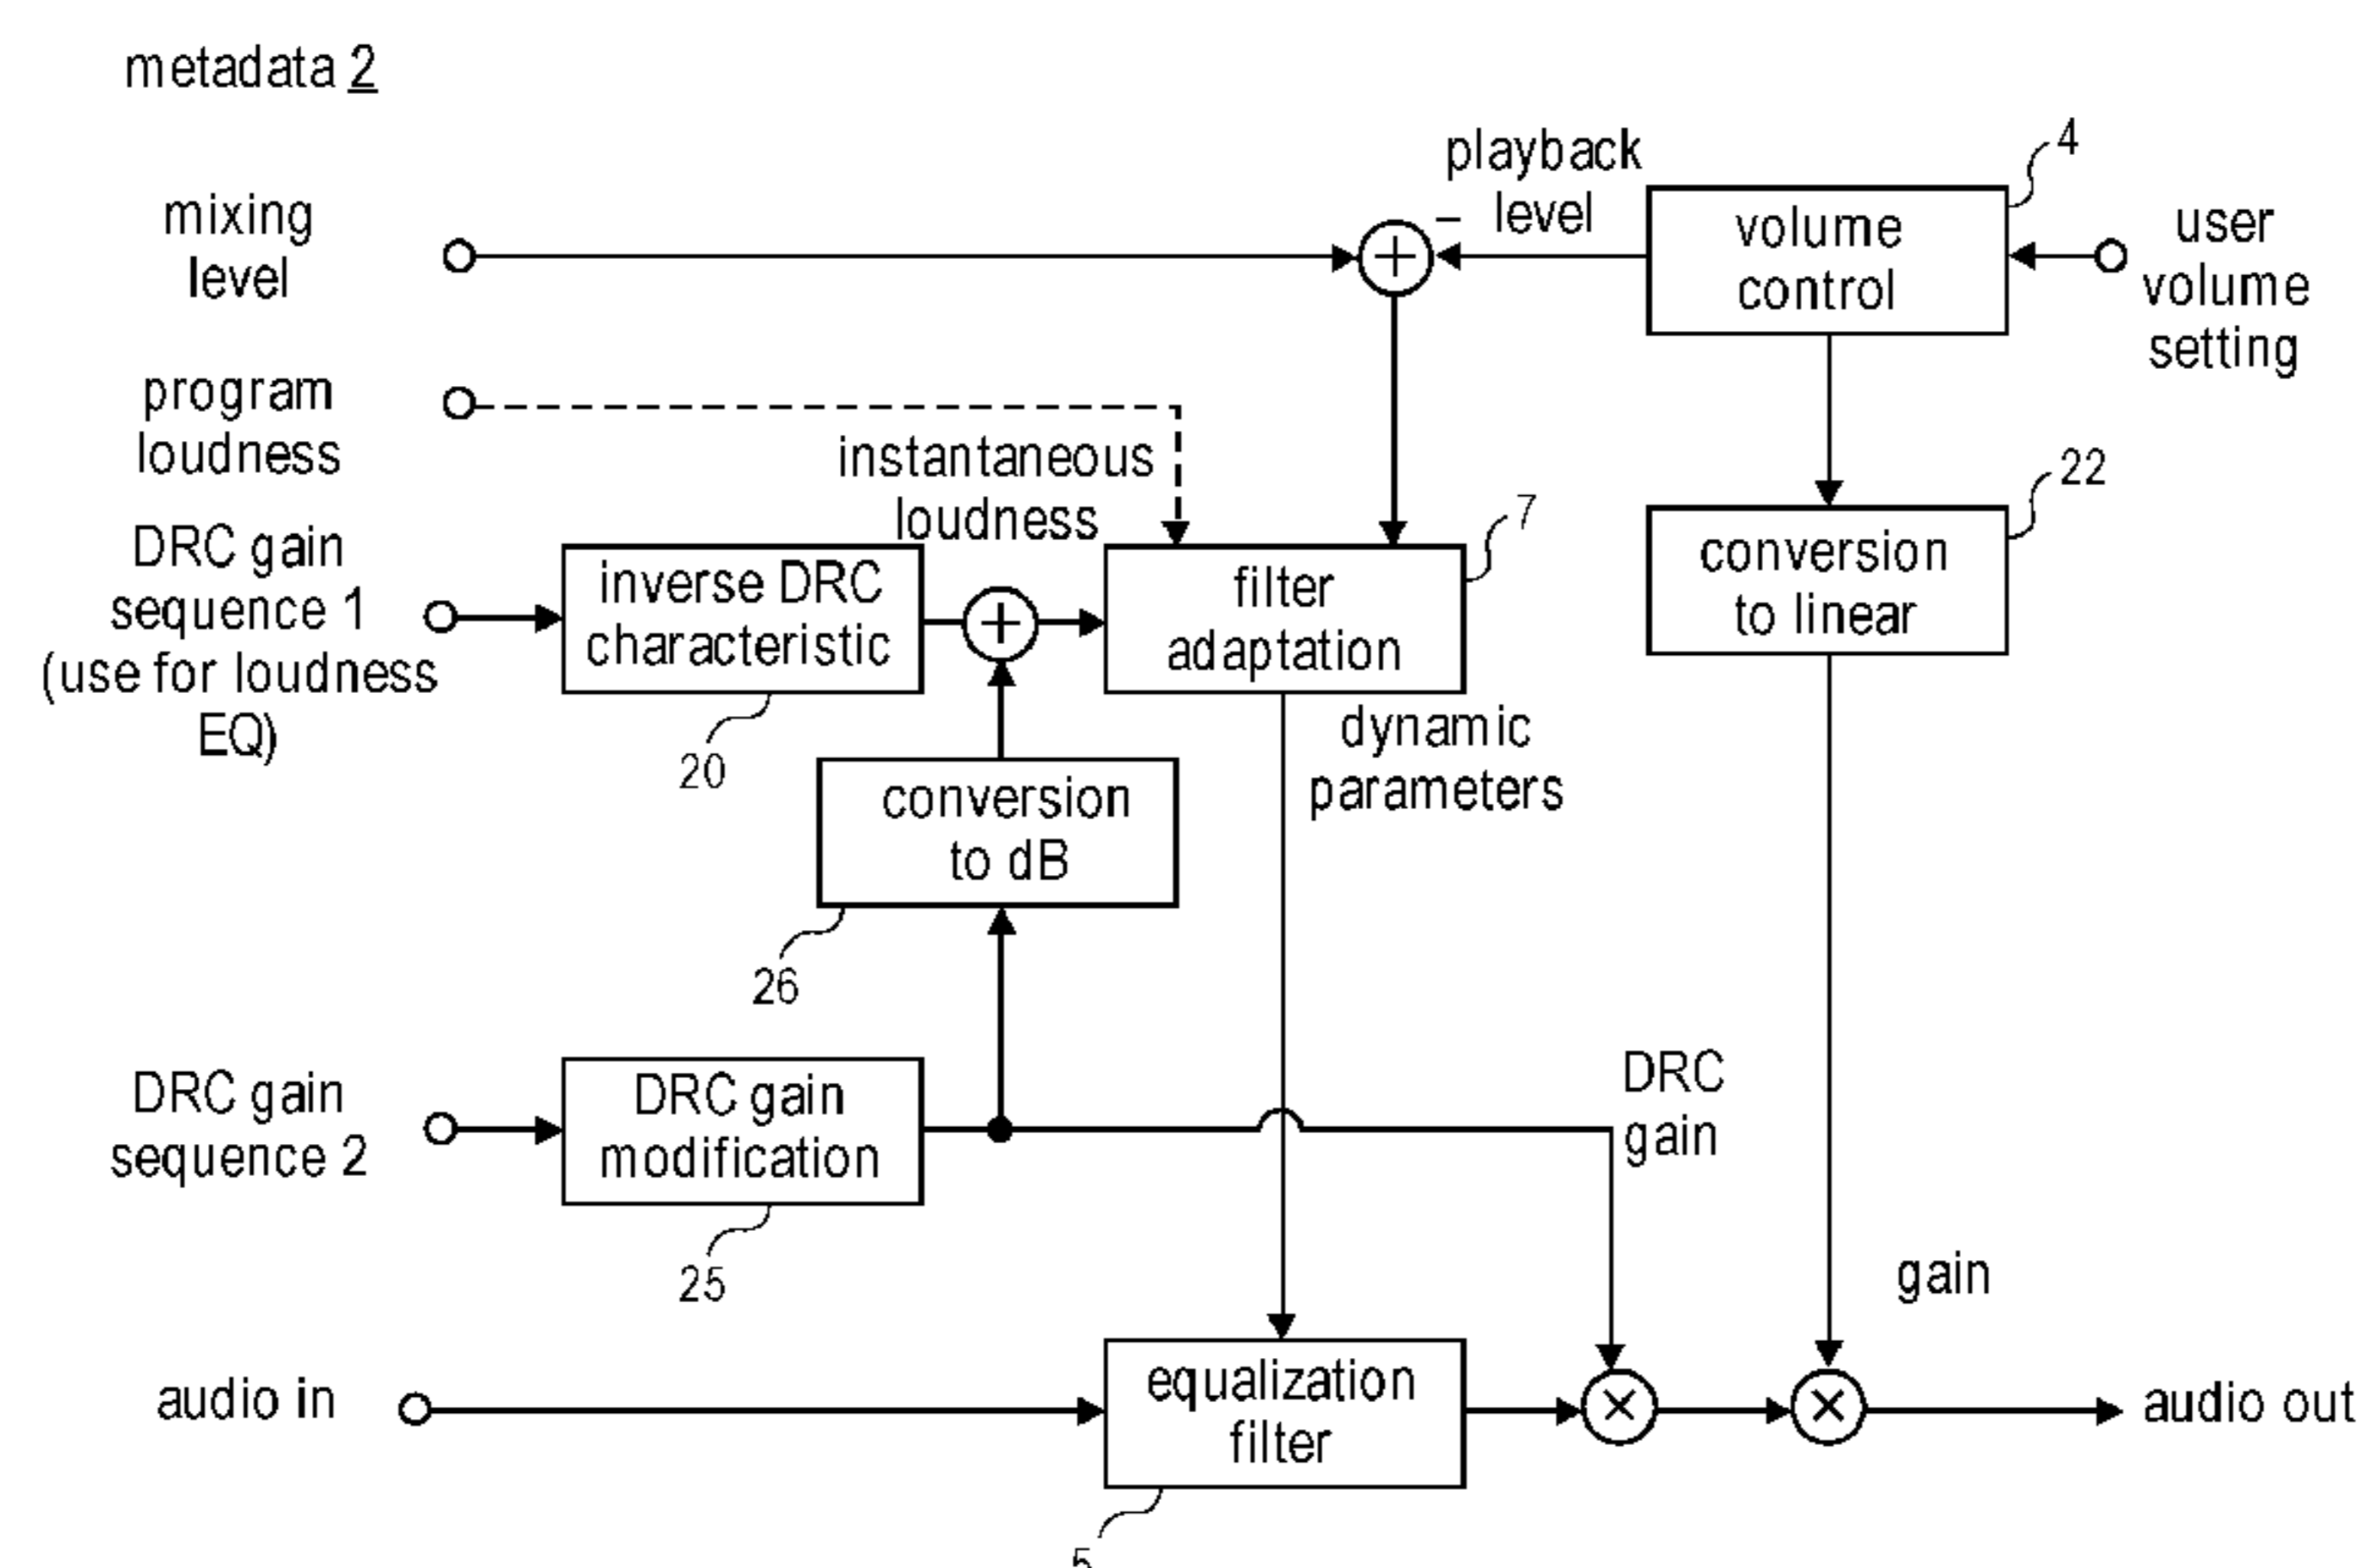 metadata 2
mixing
level
playback
level
−
volume
control
4
user
volume
setting
program
loudness
instantaneous
loudness
DRC gain
sequence 1
(use for loudness
EQ)
inverse DRC
characteristic
20
+
+
filter
adaptation
7
conversion
to linear
22
dynamic
parameters
conversion
to dB
26
DRC gain
sequence 2
DRC gain
modification
25
DRC
gain
gain
audio in
equalization
filter
5
×
×
audio out